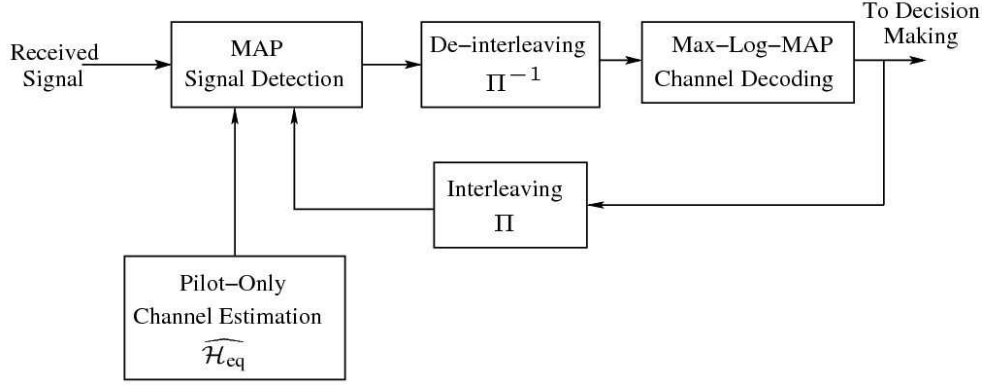 Received
Signal
MAP
Signal Detection
De−interleaving
Π⁻¹
Max−Log−MAP
Channel Decoding
To Decision
Making
Interleaving
Π
Pilot−Only
Channel Estimation
$\widehat{\mathcal{H}}_{\text{eq}}$